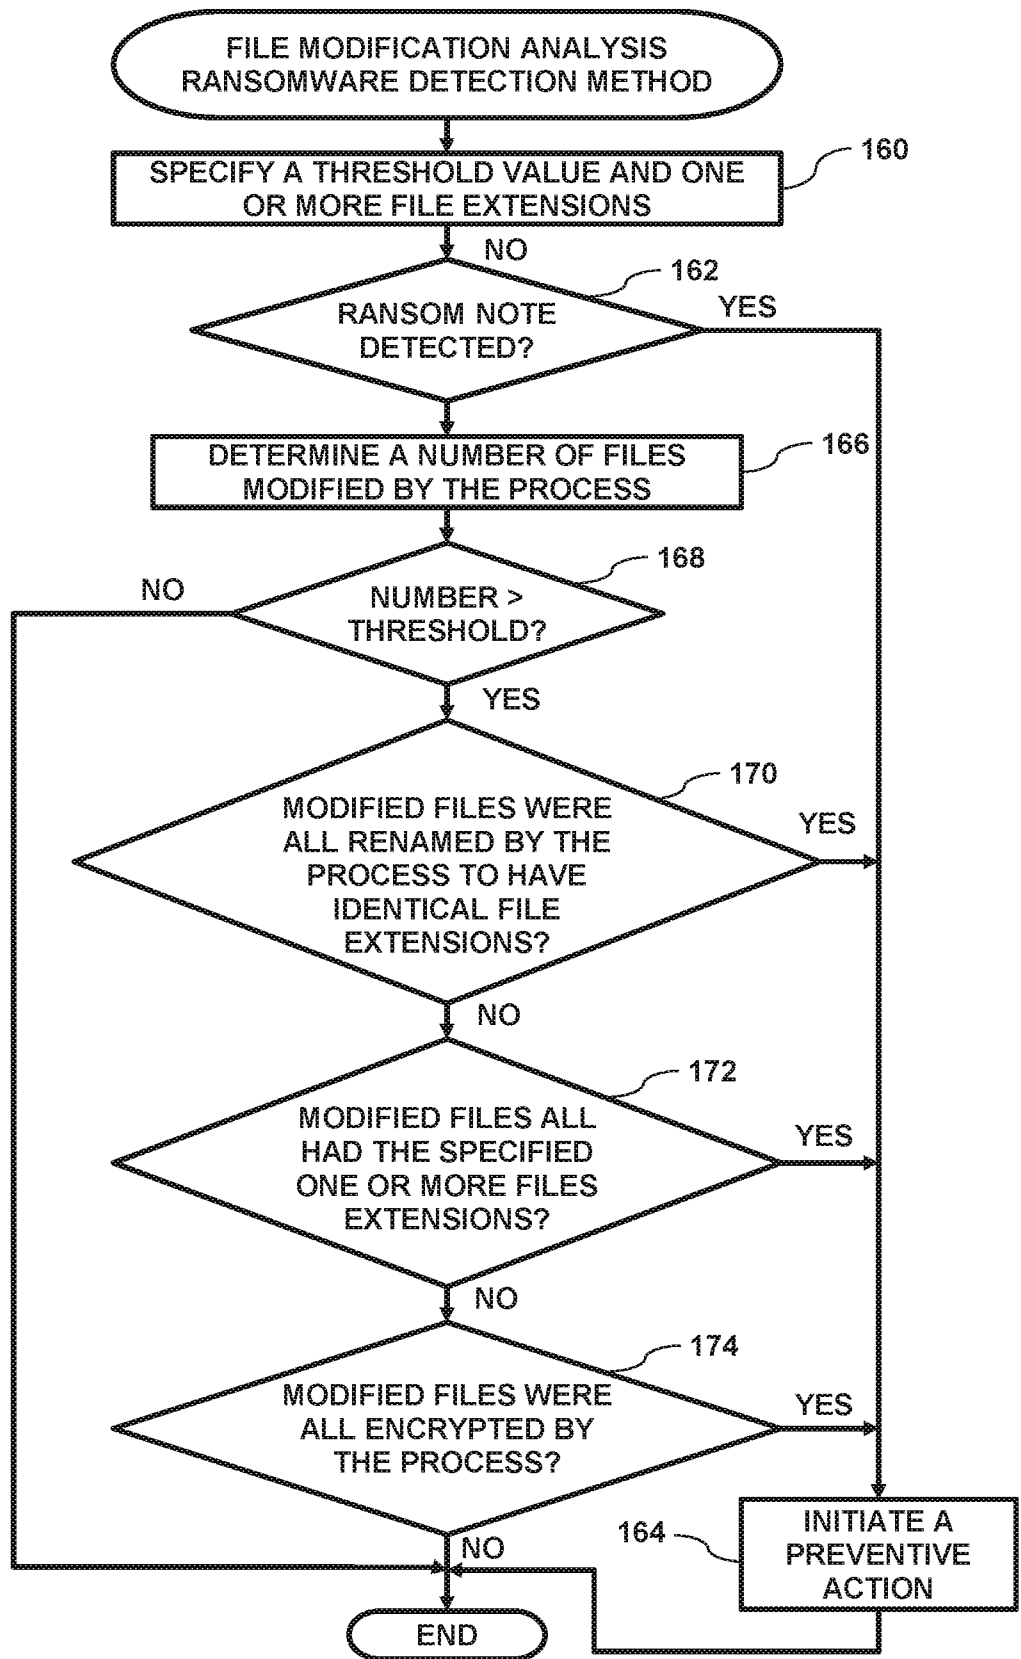 FILE MODIFICATION ANALYSIS
RANSOMWARE DETECTION METHOD
160
SPECIFY A THRESHOLD VALUE AND ONE
OR MORE FILE EXTENSIONS
NO
162
YES
RANSOM NOTE
DETECTED?
166
DETERMINE A NUMBER OF FILES
MODIFIED BY THE PROCESS
168
NO
NUMBER >
THRESHOLD?
YES
170
MODIFIED FILES WERE
ALL RENAMED BY THE
PROCESS TO HAVE
IDENTICAL FILE
EXTENSIONS?
YES
NO
172
MODIFIED FILES ALL
HAD THE SPECIFIED
ONE OR MORE FILES
EXTENSIONS?
YES
NO
174
MODIFIED FILES WERE
ALL ENCRYPTED BY
THE PROCESS?
YES
NO
164
INITIATE A
PREVENTIVE
ACTION
END